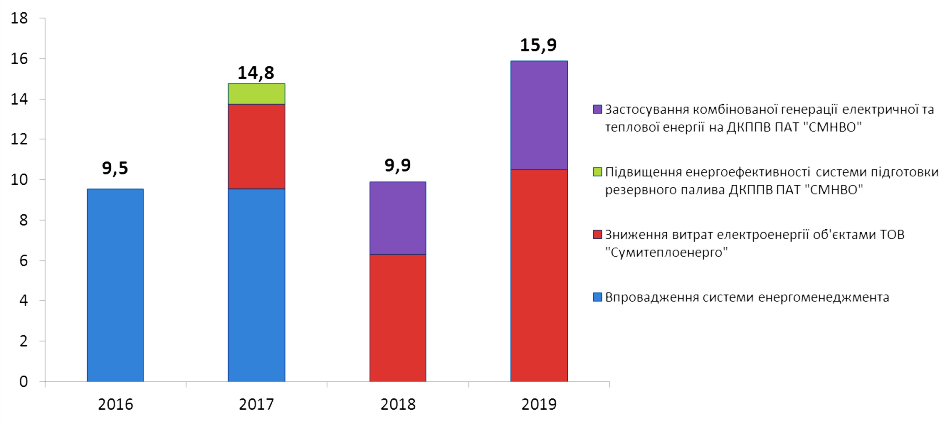 18
16
14
12
10
8
6
4
2
0
9,5
14,8
9,9
15,9
2016
2017
2018
2019
Застосування комбінованої генерації електричної та
теплової енергії на ДКППВ ПАТ "СМНВО"
Підвищення енергоефективності системи підготовки
резервного палива ДКППВ ПАТ "СМНВО"
Зниження витрат електроенергії об'єктами ТОВ
"Сумитеплоенерго"
Впровадження системи енергоменеджмента